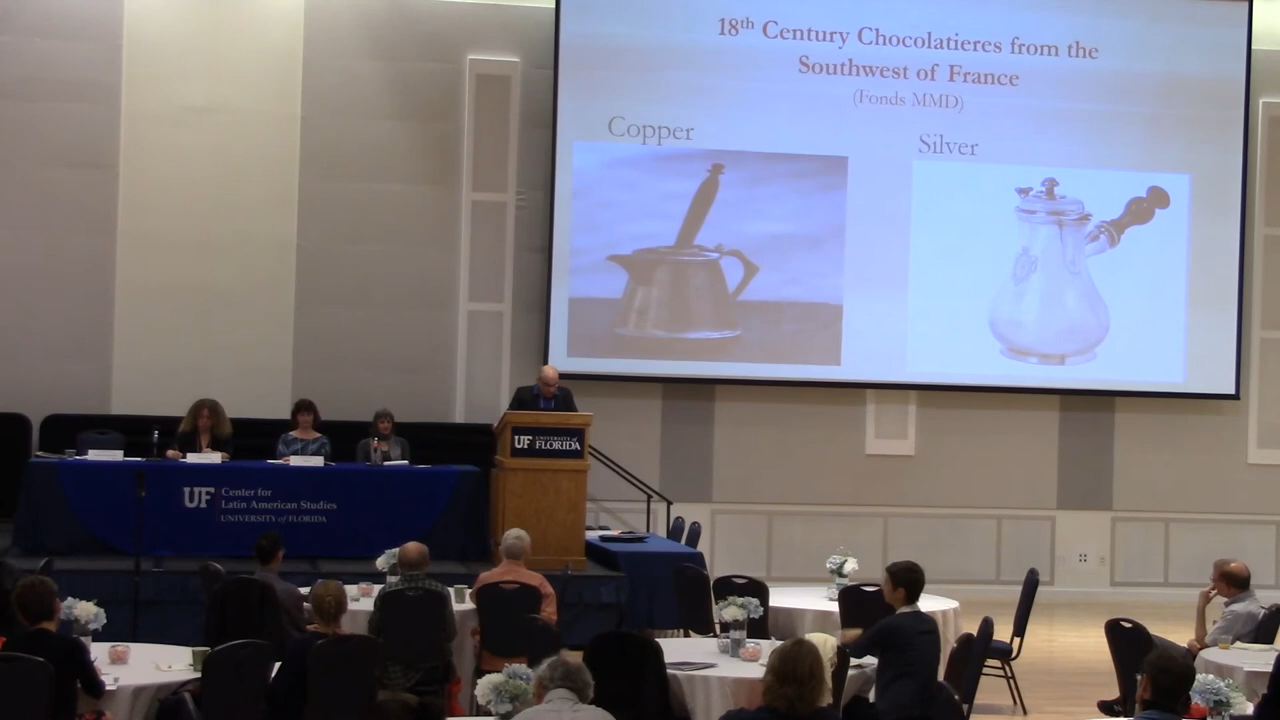 18th Century Chocolatieres from the
Southwest of France
(Fonds MMD)
Copper
Silver
UF UNIVERSITY of
FLORIDA
UF Center for
Latin American Studies
UNIVERSITY of FLORIDA